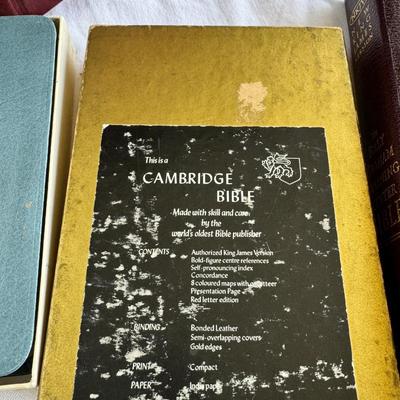 This is a
CAMBRIDGE
BIBLE
Made with skill and care
by the
world's oldest Bible publisher
CONTENTS Authorized King James Version
Bold-figure centre references
Self-pronouncing index
Concordance
8 coloured maps with gazetteer
Presentation Page
Red letter edition
BINDING Bonded Leather
Semi-overlapping covers
Gold edges
PRINT Compact
PAPER India paper